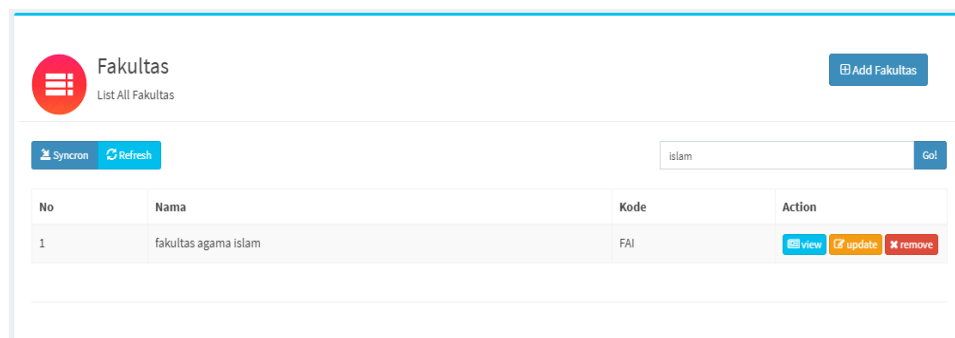 Fakultas
List All Fakultas
Add Fakultas
Syncron Refresh
islam Go!
No Nama Kode Action
1 fakultas agama islam FAI view update remove